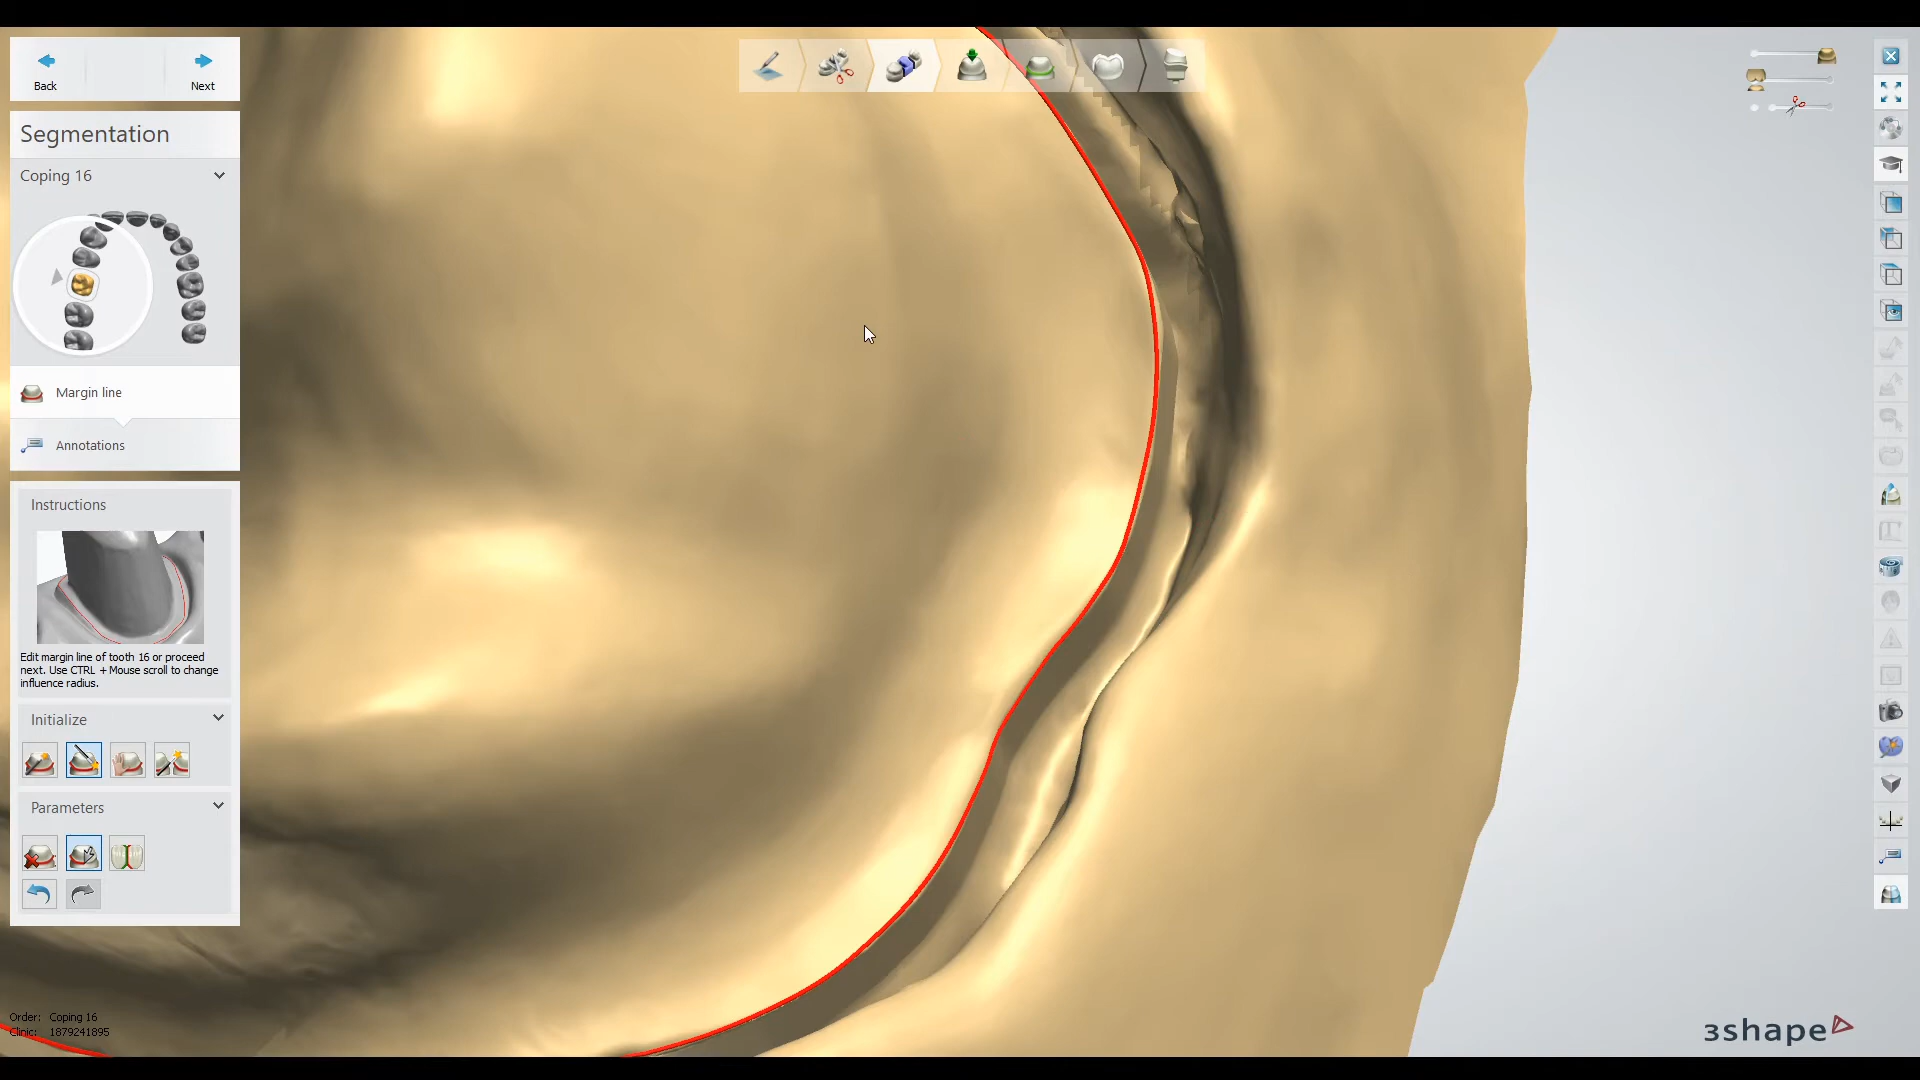 Back
Next
Segmentation
Coping 16
Margin line
Annotations
Instructions
Edit margin line of tooth 16 or proceed
next. Use CTRL + Mouse scroll to change
influence radius.
Initialize
Parameters
Order: Coping 16
Clinic: 1879241895
3shape